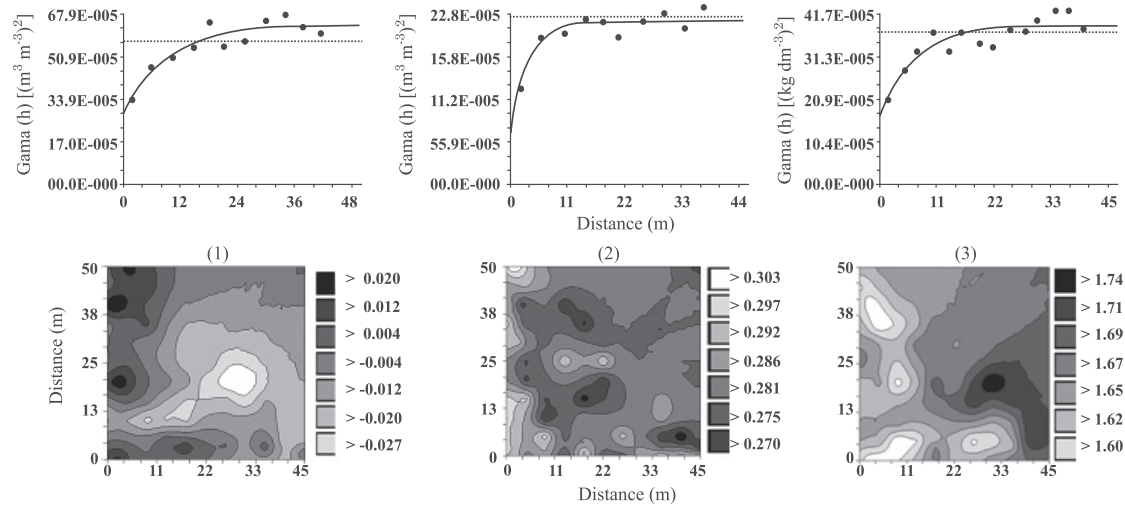 Gama (h) [(m³ m⁻³)²]
67.9E-005
50.9E-005
33.9E-005
17.0E-005
00.0E-000
0 12 24 36 48
Gama (h) [(m³ m⁻³)²]
22.8E-005
15.8E-005
11.2E-005
55.9E-005
00.0E-000
0 11 22 33 44
Distance (m)
Gama (h) [(kg dm⁻³)²]
41.7E-005
31.3E-005
20.9E-005
10.4E-005
00.0E-000
0 11 22 33 44
(1)
Distance (m)
50
38
25
13
0
0 11 22 33 45
> 0.020
> 0.012
> 0.004
> -0.004
> -0.012
> -0.020
> -0.027
(2)
50
38
25
13
0
0 11 22 33 45
Distance (m)
> 0.303
> 0.297
> 0.292
> 0.286
> 0.281
> 0.275
> 0.270
(3)
50
38
25
13
0
0 11 22 33 45
> 1.74
> 1.71
> 1.69
> 1.67
> 1.65
> 1.62
> 1.60